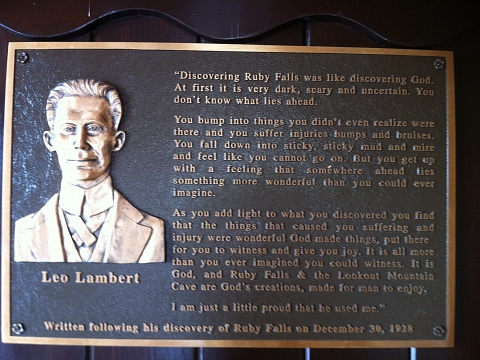 "Discovering Ruby Falls was like discovering God.
At first it is very dark, scary and uncertain. You
don't know what lies ahead.
You bump into things you didn't even realize were
there and you suffer injuries bumps and bruises.
You fall down into sticky, sticky mud and mire
and feel like you cannot go on. But you get up
with a feeling that somewhere ahead lies
something more wonderful than you could ever
imagine.
As you add light to what you discovered you find
that the things that caused you suffering and
injury were wonderful God made things, put there
for you to witness and give you joy. It is all more
than you ever imagined you could witness. It is
God, and Ruby Falls & the Lookout Mountain
Cave are God's creations, made for man to enjoy,
I am just a little proud that he used me."
Leo Lambert
Written following his discovery of Ruby Falls on December 30, 1928